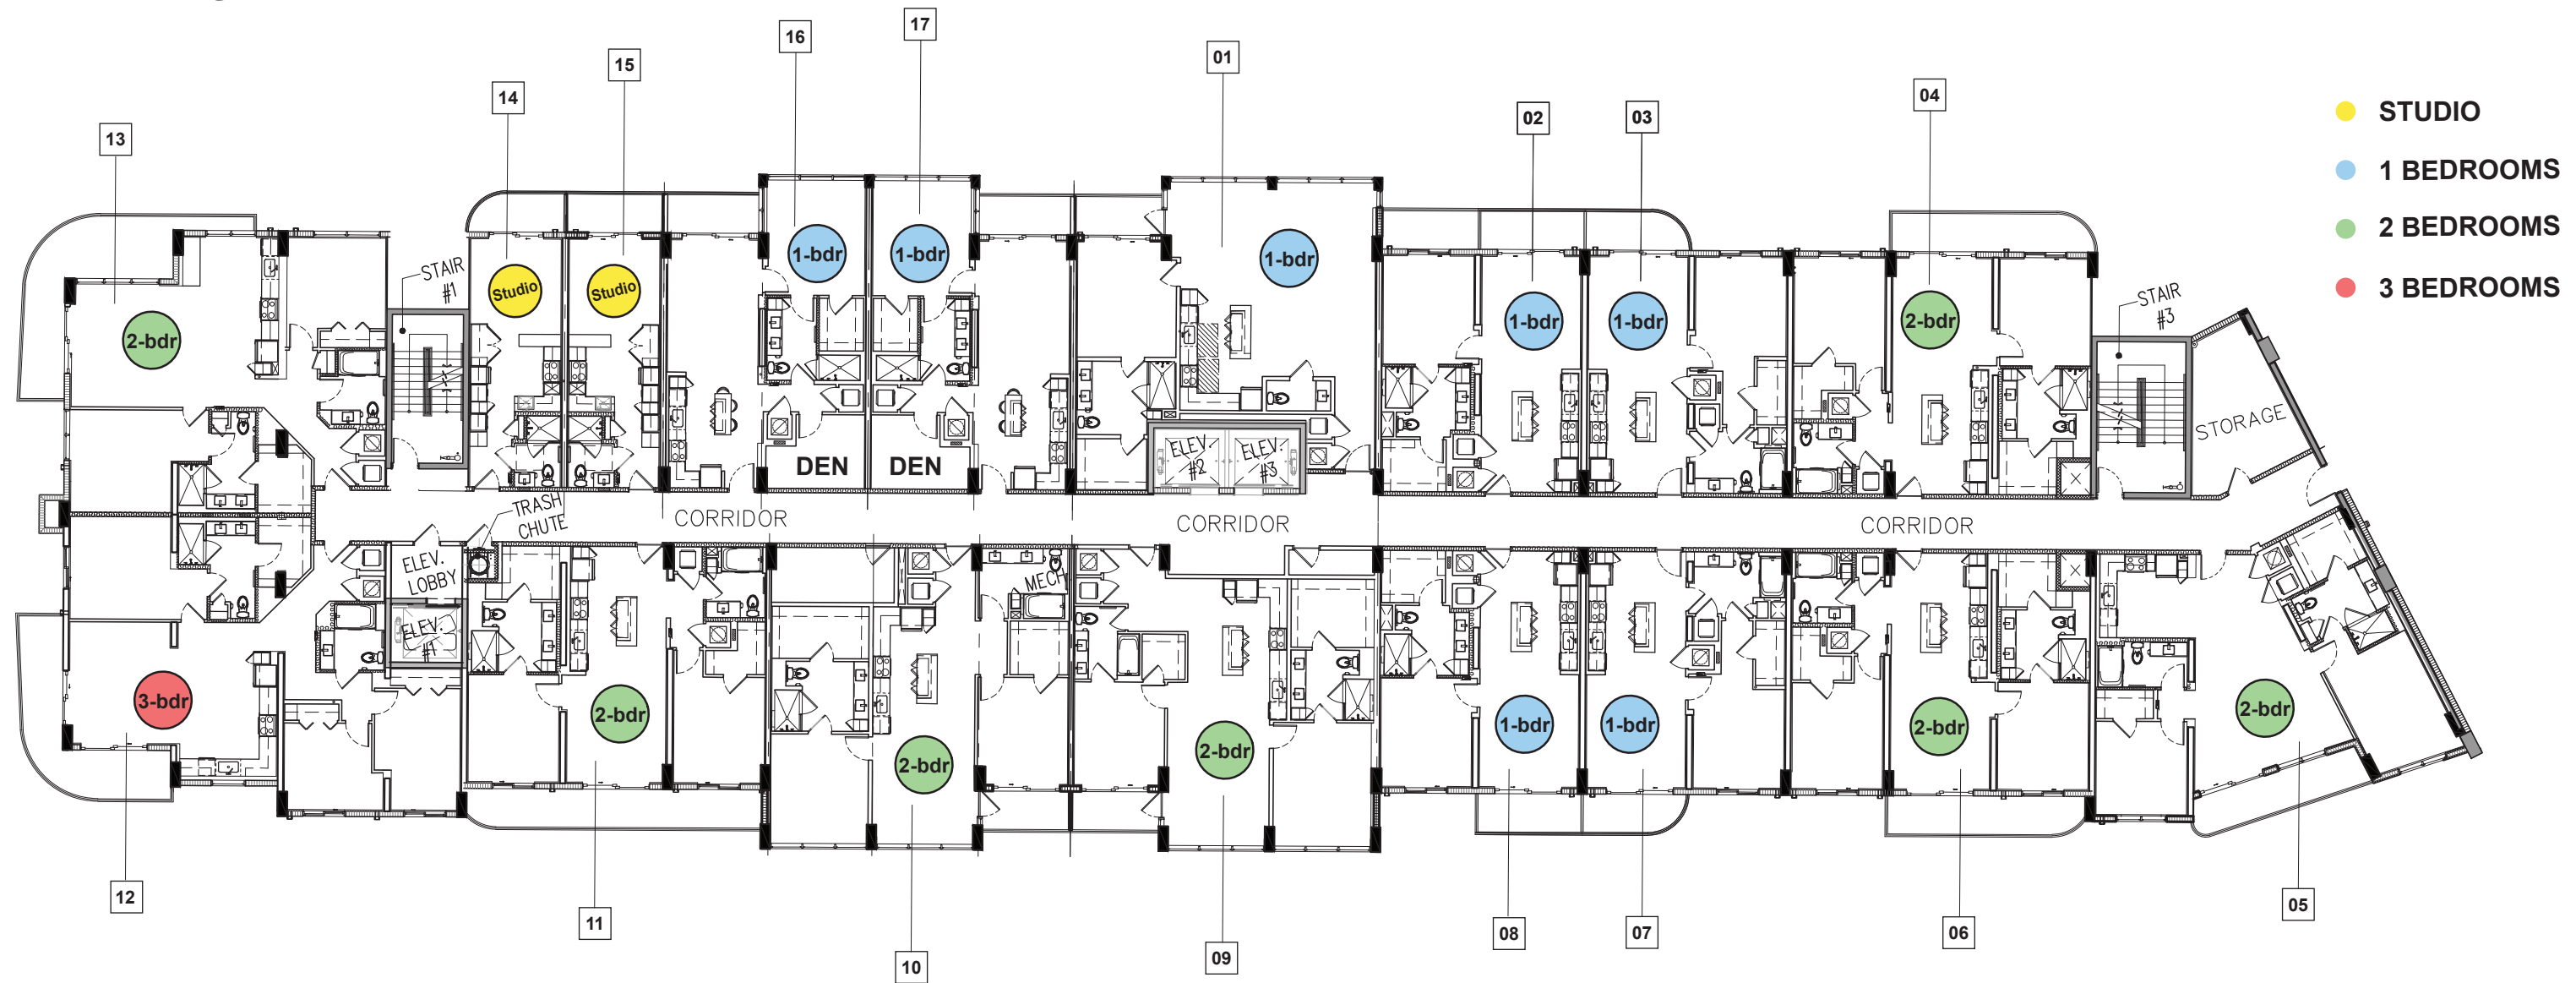 17
16
01
15
14
04
02
03
13
STUDIO
1 BEDROOMS
2 BEDROOMS
3 BEDROOMS
STAIR
#1
Studio
Studio
1-bdr
1-bdr
1-bdr
1-bdr
1-bdr
2-bdr
STAIR
#3
2-bdr
STORAGE
DEN
DEN
ELEV.
#2
ELEV.
#3
TRASH
CHUTE
CORRIDOR
CORRIDOR
CORRIDOR
ELEV.
LOBBY
MECH
ELEV.
#1
3-bdr
2-bdr
2-bdr
2-bdr
1-bdr
1-bdr
2-bdr
2-bdr
12
11
10
09
08
07
06
05